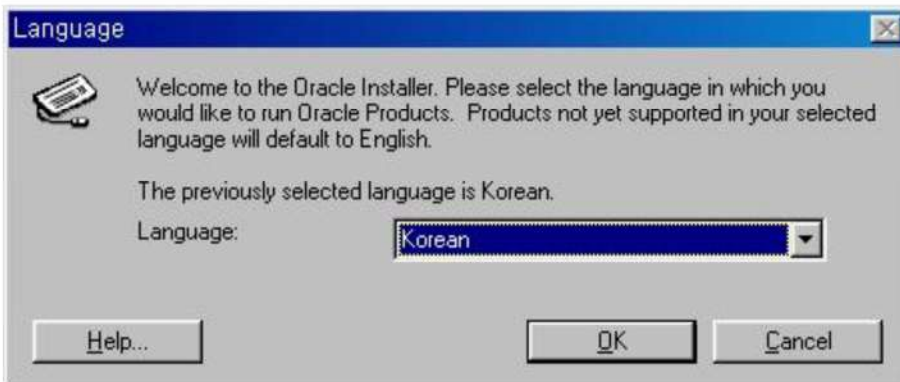 Language
Welcome to the Oracle Installer. Please select the language in which you
would like to run Oracle Products. Products not yet supported in your selected
language will default to English.
The previously selected language is Korean.
Language:
Korean
Help...
OK
Cancel